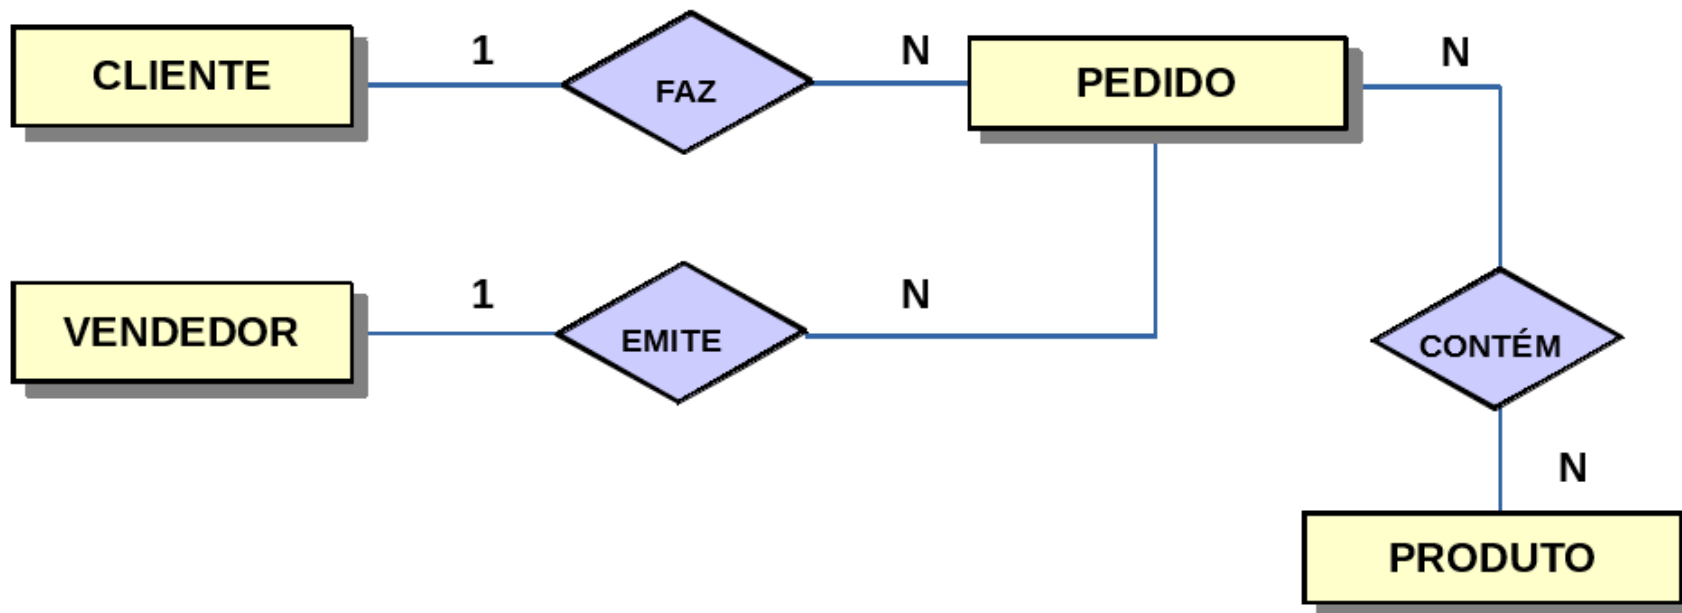 CLIENTE
1
FAZ
N
PEDIDO
N
VENDEDOR
1
EMITE
N
CONTÉM
N
PRODUTO